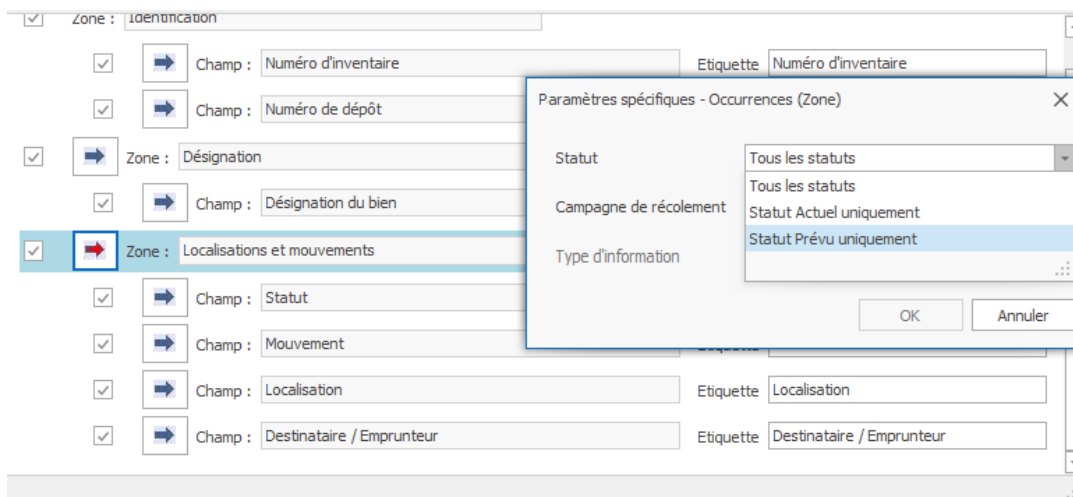 Zone : Identification
Champ : Numéro d'inventaire Etiquette Numéro d'inventaire
Champ : Numéro de dépôt
Zone : Désignation
Champ : Désignation du bien
Zone : Localisations et mouvements
Champ : Statut
Champ : Mouvement
Champ : Localisation Etiquette Localisation
Champ : Destinataire / Emprunteur Etiquette Destinataire / Emprunteur
Paramètres spécifiques - Occurrences (Zone)
Statut Tous les statuts
Tous les statuts
Campagne de récolement
Statut Actuel uniquement
Statut Prévu uniquement
Type d'information
OK Annuler